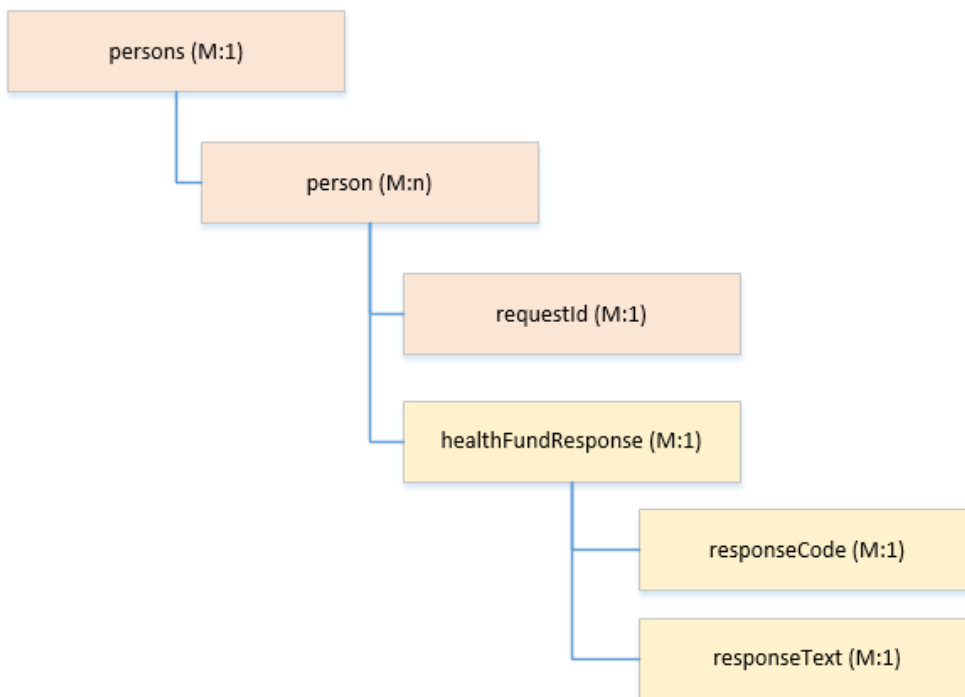 persons (M:1)
person (M:n)
requestId (M:1)
healthFundResponse (M:1)
responseCode (M:1)
responseText (M:1)